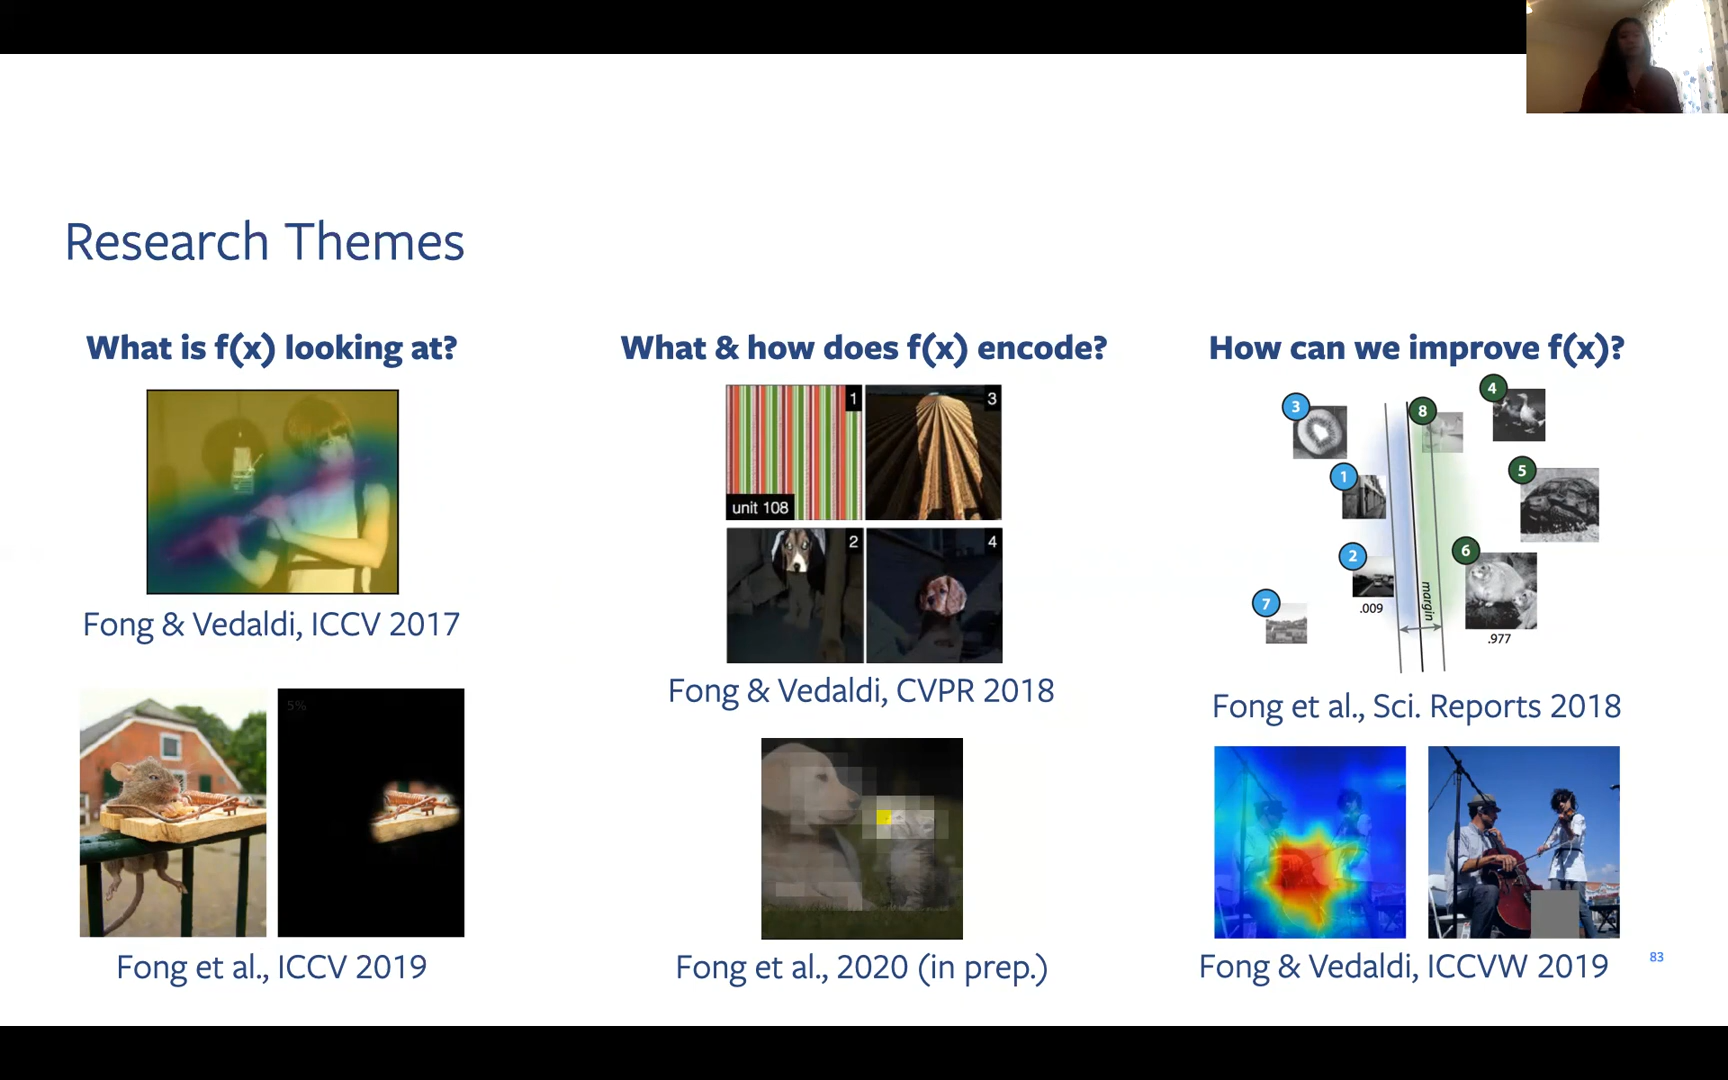 Research Themes
What is f(x) looking at?
Fong & Vedaldi, ICCV 2017
5%
Fong et al., ICCV 2019
What & how does f(x) encode?
1
3
unit 108
2
4
Fong & Vedaldi, CVPR 2018
Fong et al., 2020 (in prep.)
How can we improve f(x)?
3
8
4
1
5
2
6
7
.009
margin
.977
Fong et al., Sci. Reports 2018
Fong & Vedaldi, ICCVW 2019
83